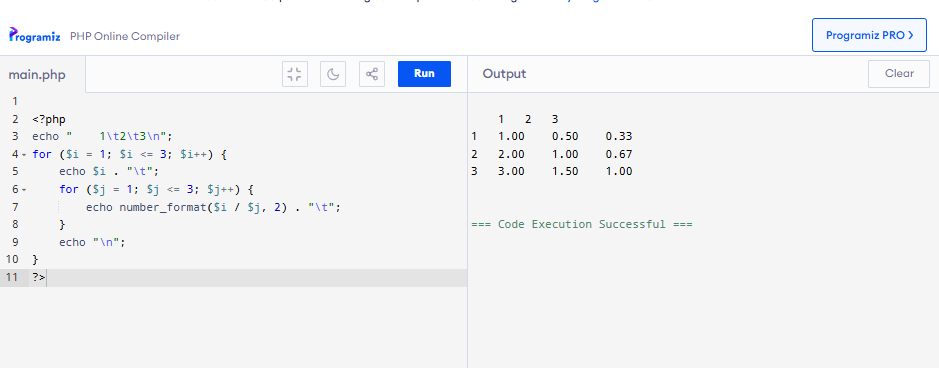 Programiz PHP Online Compiler Programiz PRO >
main.php Run Output Clear
1
2 <?php
3 echo "    1\t2\t3\n";
4 for ($i = 1; $i <= 3; $i++) {
5     echo $i . "\t";
6     for ($j = 1; $j <= 3; $j++) {
7         echo number_format($i / $j, 2) . "\t";
8     }
9     echo "\n";
10 }
11 ?>
    1   2   3
1   1.00    0.50    0.33
2   2.00    1.00    0.67
3   3.00    1.50    1.00
=== Code Execution Successful ===